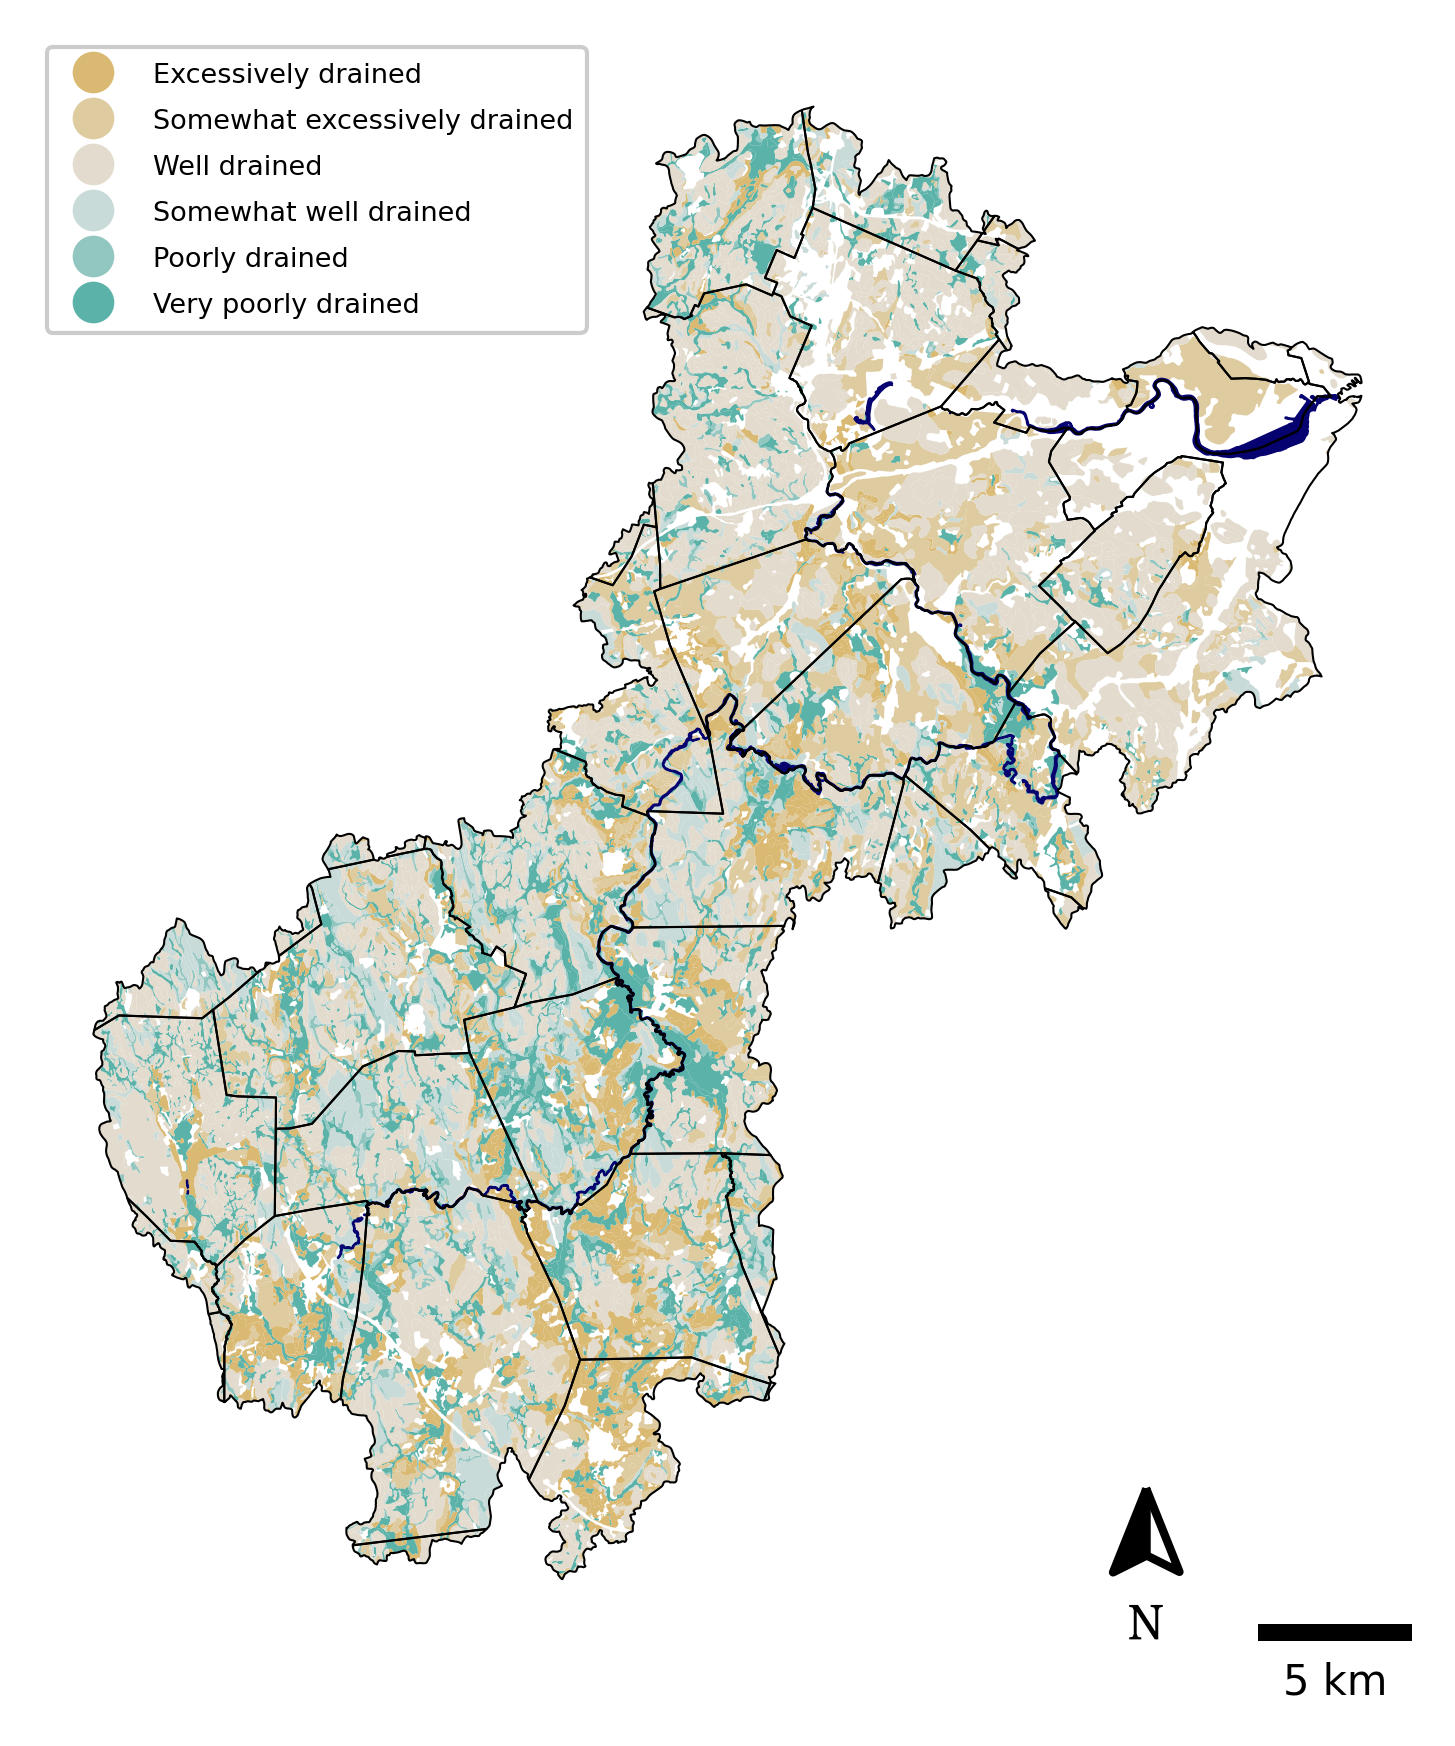 Excessively drained
Somewhat excessively drained
Well drained
Somewhat well drained
Poorly drained
Very poorly drained
N
5 km